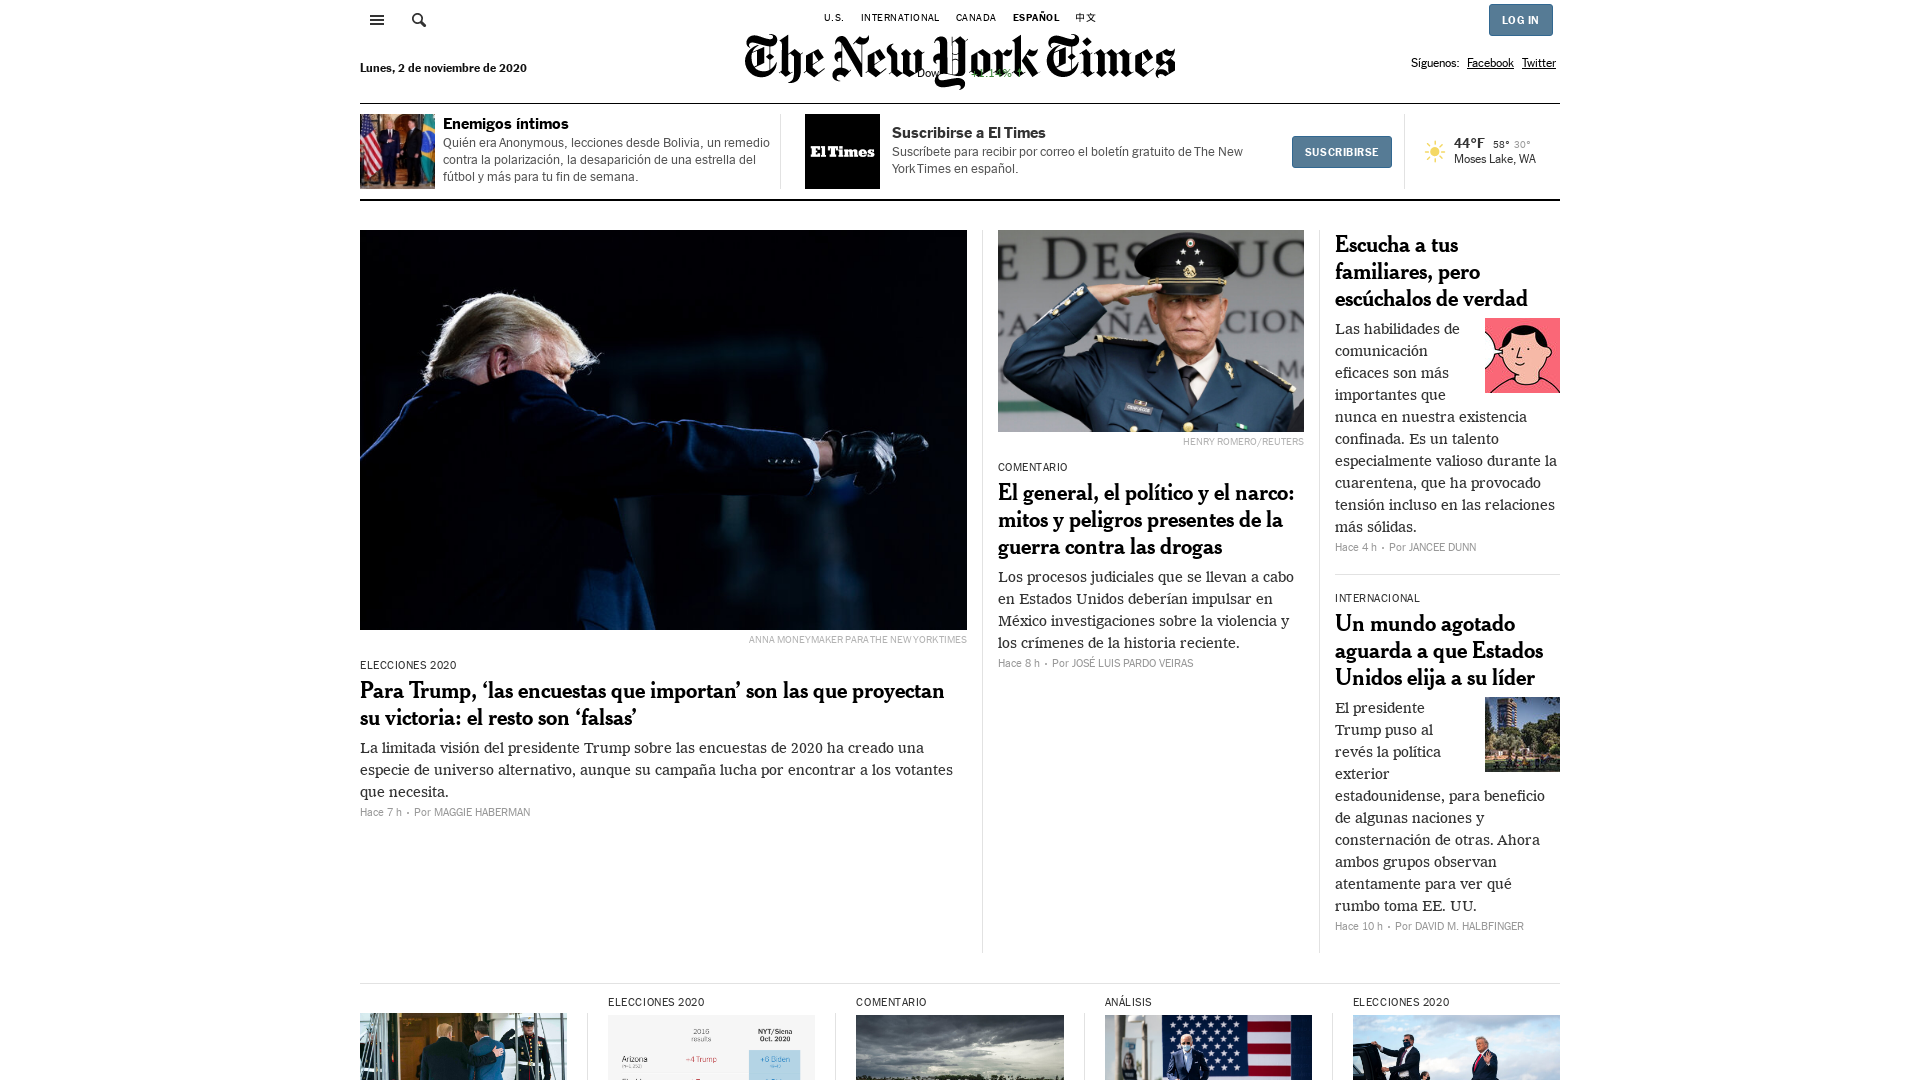 U.S. INTERNATIONAL CANADA ESPAÑOL 中文
LOG IN
Lunes, 2 de noviembre de 2020
The New York Times
Dow
Síguenos: Facebook Twitter
Enemigos íntimos
Quién era Anonymous, lecciones desde Bolivia, un remedio
contra la polarización, la desaparición de una estrella del
fútbol y más para tu fin de semana.
El Times
Suscribirse a El Times
Suscríbete para recibir por correo el boletín gratuito de The New
York Times en español.
SUSCRIBIRSE
44°F 58° 30°
Moses Lake, WA
ANNA MONEYMAKER PARA THE NEW YORK TIMES
ELECCIONES 2020
Para Trump, ‘las encuestas que importan’ son las que proyectan
su victoria: el resto son ‘falsas’
La limitada visión del presidente Trump sobre las encuestas de 2020 ha creado una
especie de universo alternativo, aunque su campaña lucha por encontrar a los votantes
que necesita.
Hace 7 h • Por MAGGIE HABERMAN
HENRY ROMERO/REUTERS
COMENTARIO
El general, el político y el narco:
mitos y peligros presentes de la
guerra contra las drogas
Los procesos judiciales que se llevan a cabo
en Estados Unidos deberían impulsar en
México investigaciones sobre la violencia y
los crímenes de la historia reciente.
Hace 8 h • Por JOSÉ LUIS PARDO VEIRAS
Escucha a tus
familiares, pero
escúchalos de verdad
Las habilidades de
comunicación
eficaces son más
importantes que
nunca en nuestra existencia
confinada. Es un talento
especialmente valioso durante la
cuarentena, que ha provocado
tensión incluso en las relaciones
más sólidas.
Hace 4 h • Por JANCEE DUNN
INTERNACIONAL
Un mundo agotado
aguarda a que Estados
Unidos elija a su líder
El presidente
Trump puso al
revés la política
exterior
estadounidense, para beneficio
de algunas naciones y
consternación de otras. Ahora
ambos grupos observan
atentamente para ver qué
rumbo toma EE. UU.
Hace 10 h • Por DAVID M. HALBFINGER
ELECCIONES 2020
2016
results
NYT/Siena
Oct. 2020
Arizona
+4 Trump
+6 Biden
COMENTARIO
ANÁLISIS
ELECCIONES 2020